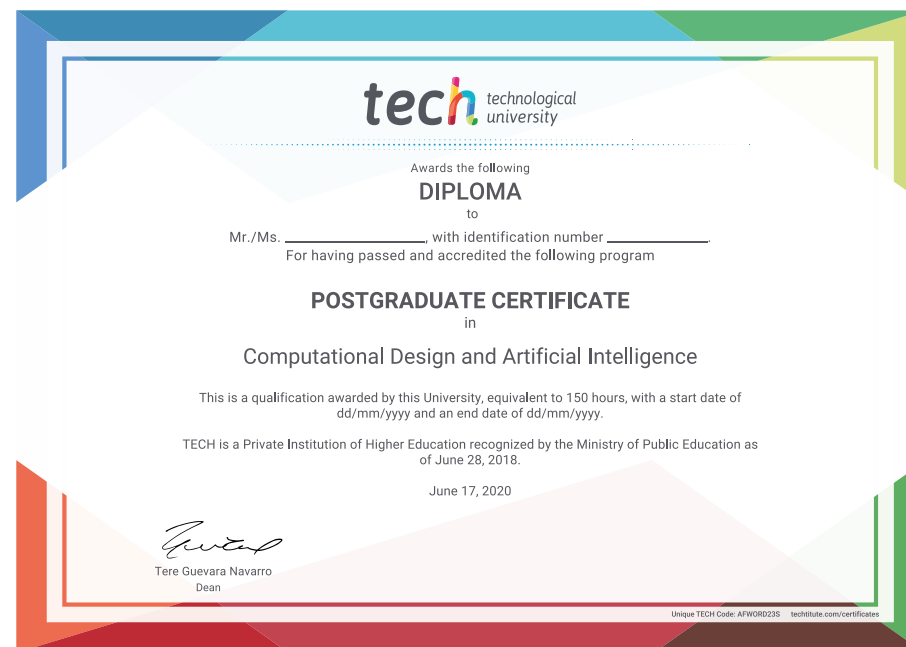 tech technological
university
Awards the following
DIPLOMA
to
Mr./Ms. ____________________, with identification number ______________.
For having passed and accredited the following program
POSTGRADUATE CERTIFICATE
in
Computational Design and Artificial Intelligence
This is a qualification awarded by this University, equivalent to 150 hours, with a start date of
dd/mm/yyyy and an end date of dd/mm/yyyy.
TECH is a Private Institution of Higher Education recognized by the Ministry of Public Education as
of June 28, 2018.
June 17, 2020
Tere Guevara Navarro
Dean
Unique TECH Code: AFWORD23S techtitute.com/certificates